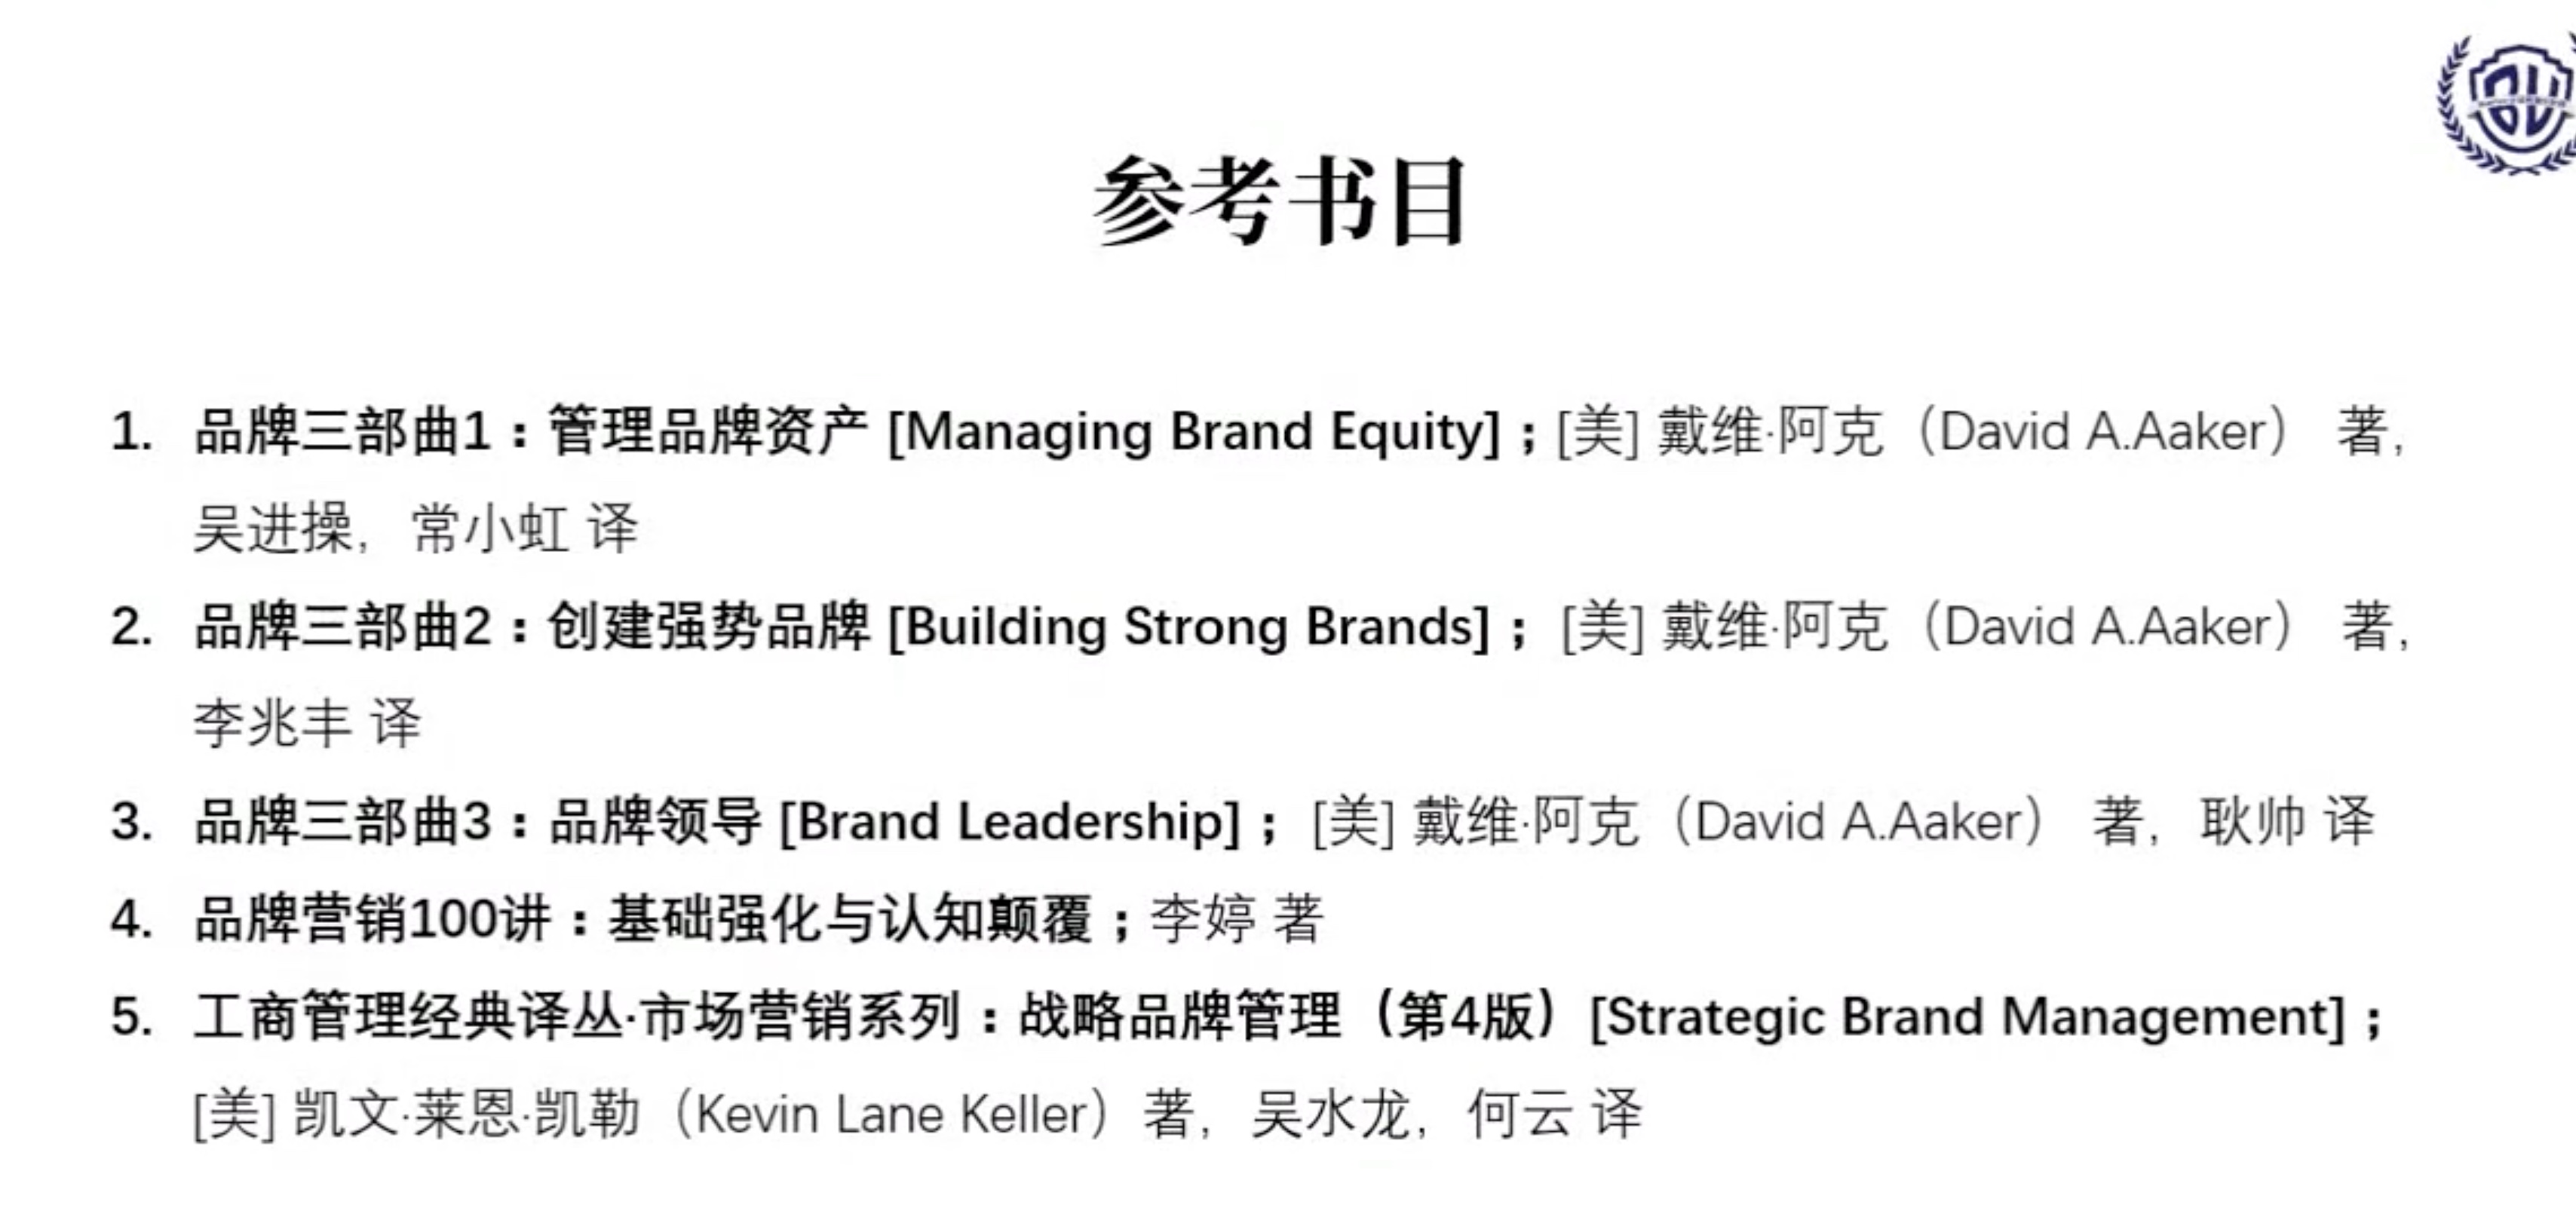 参考书目
1. 品牌三部曲1：管理品牌资产 [Managing Brand Equity]；[美] 戴维·阿克（David A.Aaker） 著，
吴进操，常小虹 译
2. 品牌三部曲2：创建强势品牌 [Building Strong Brands]；[美] 戴维·阿克（David A.Aaker） 著，
李兆丰 译
3. 品牌三部曲3：品牌领导 [Brand Leadership]；[美] 戴维·阿克（David A.Aaker） 著，耿帅 译
4. 品牌营销100讲：基础强化与认知颠覆；李婷 著
5. 工商管理经典译丛·市场营销系列：战略品牌管理（第4版）[Strategic Brand Management]；
[美] 凯文·莱恩·凯勒（Kevin Lane Keller）著，吴水龙，何云 译